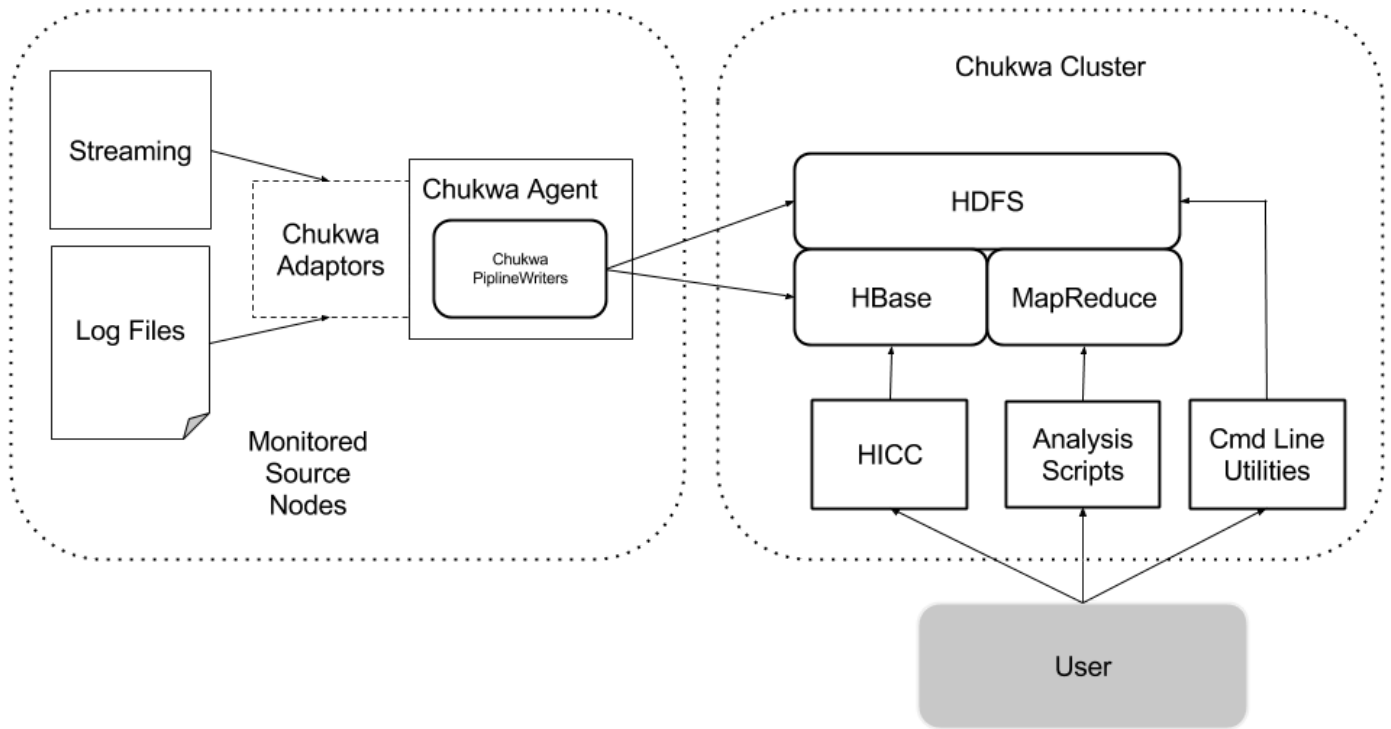 Chukwa Cluster
Streaming
Chukwa Agent
HDFS
Chukwa
Adaptors
Chukwa
PiplineWriters
HBase
MapReduce
Log Files
Monitored
Source
Nodes
HICC
Analysis
Scripts
Cmd Line
Utilities
User